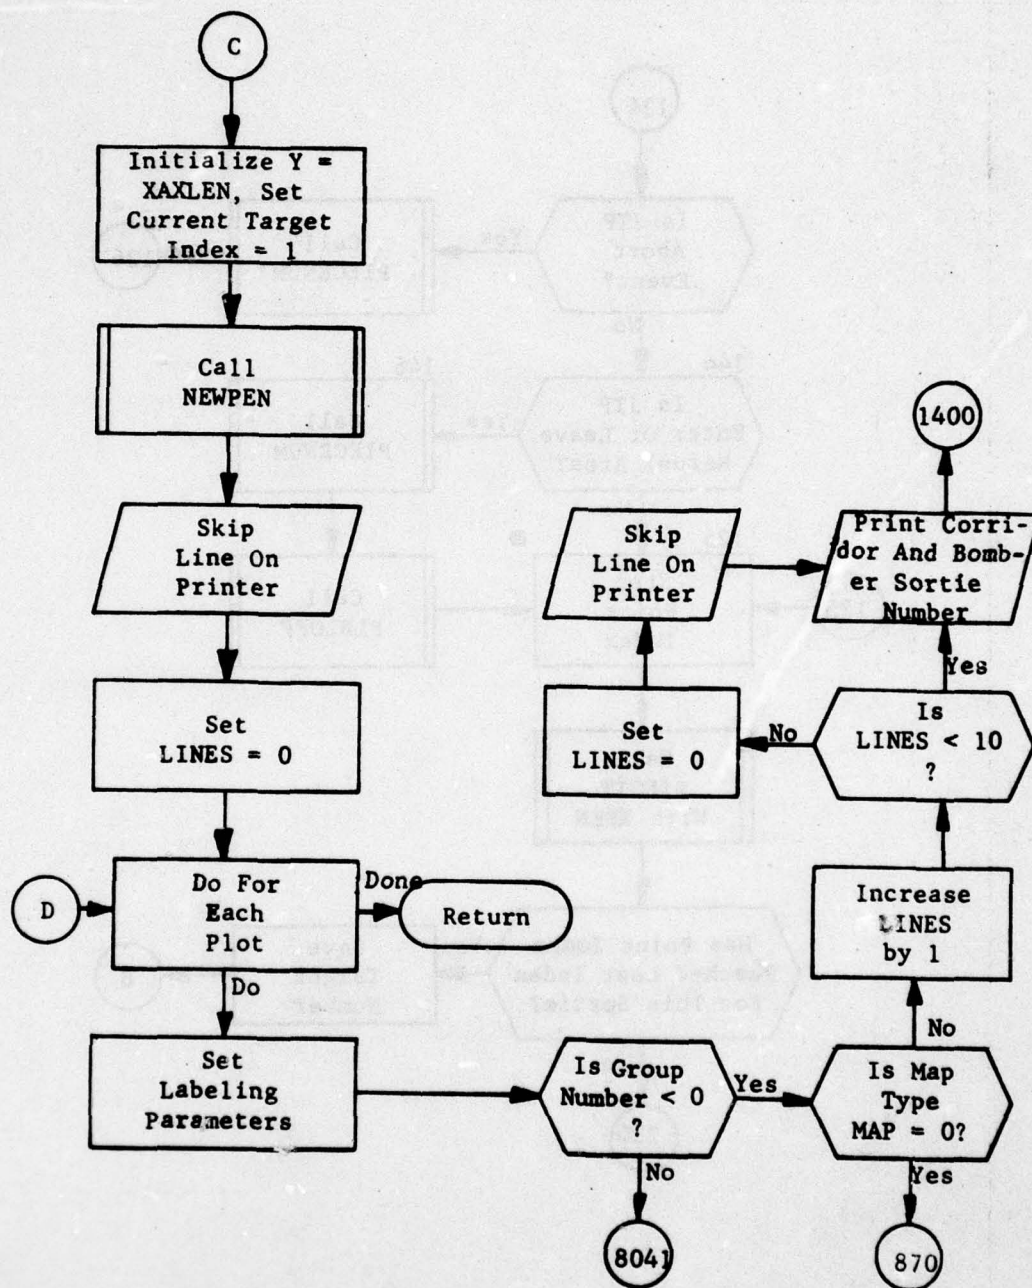 C
Initialize Y =
XAXLEN, Set
Current Target
Index = 1
Call
NEWPEN
Skip
Line On
Printer
Set
LINES = 0
D
Do For
Each
Plot
Done
Return
Do
Set
Labeling
Parameters
Is Group
Number < 0
?
Yes
No
8041
Is Map
Type
MAP = 0?
Yes
870
No
Increase
LINES
by 1
Is
LINES < 10
?
No
Set
LINES = 0
Skip
Line On
Printer
Yes
Print Corri-
dor And Bomb-
er Sortie
Number
1400